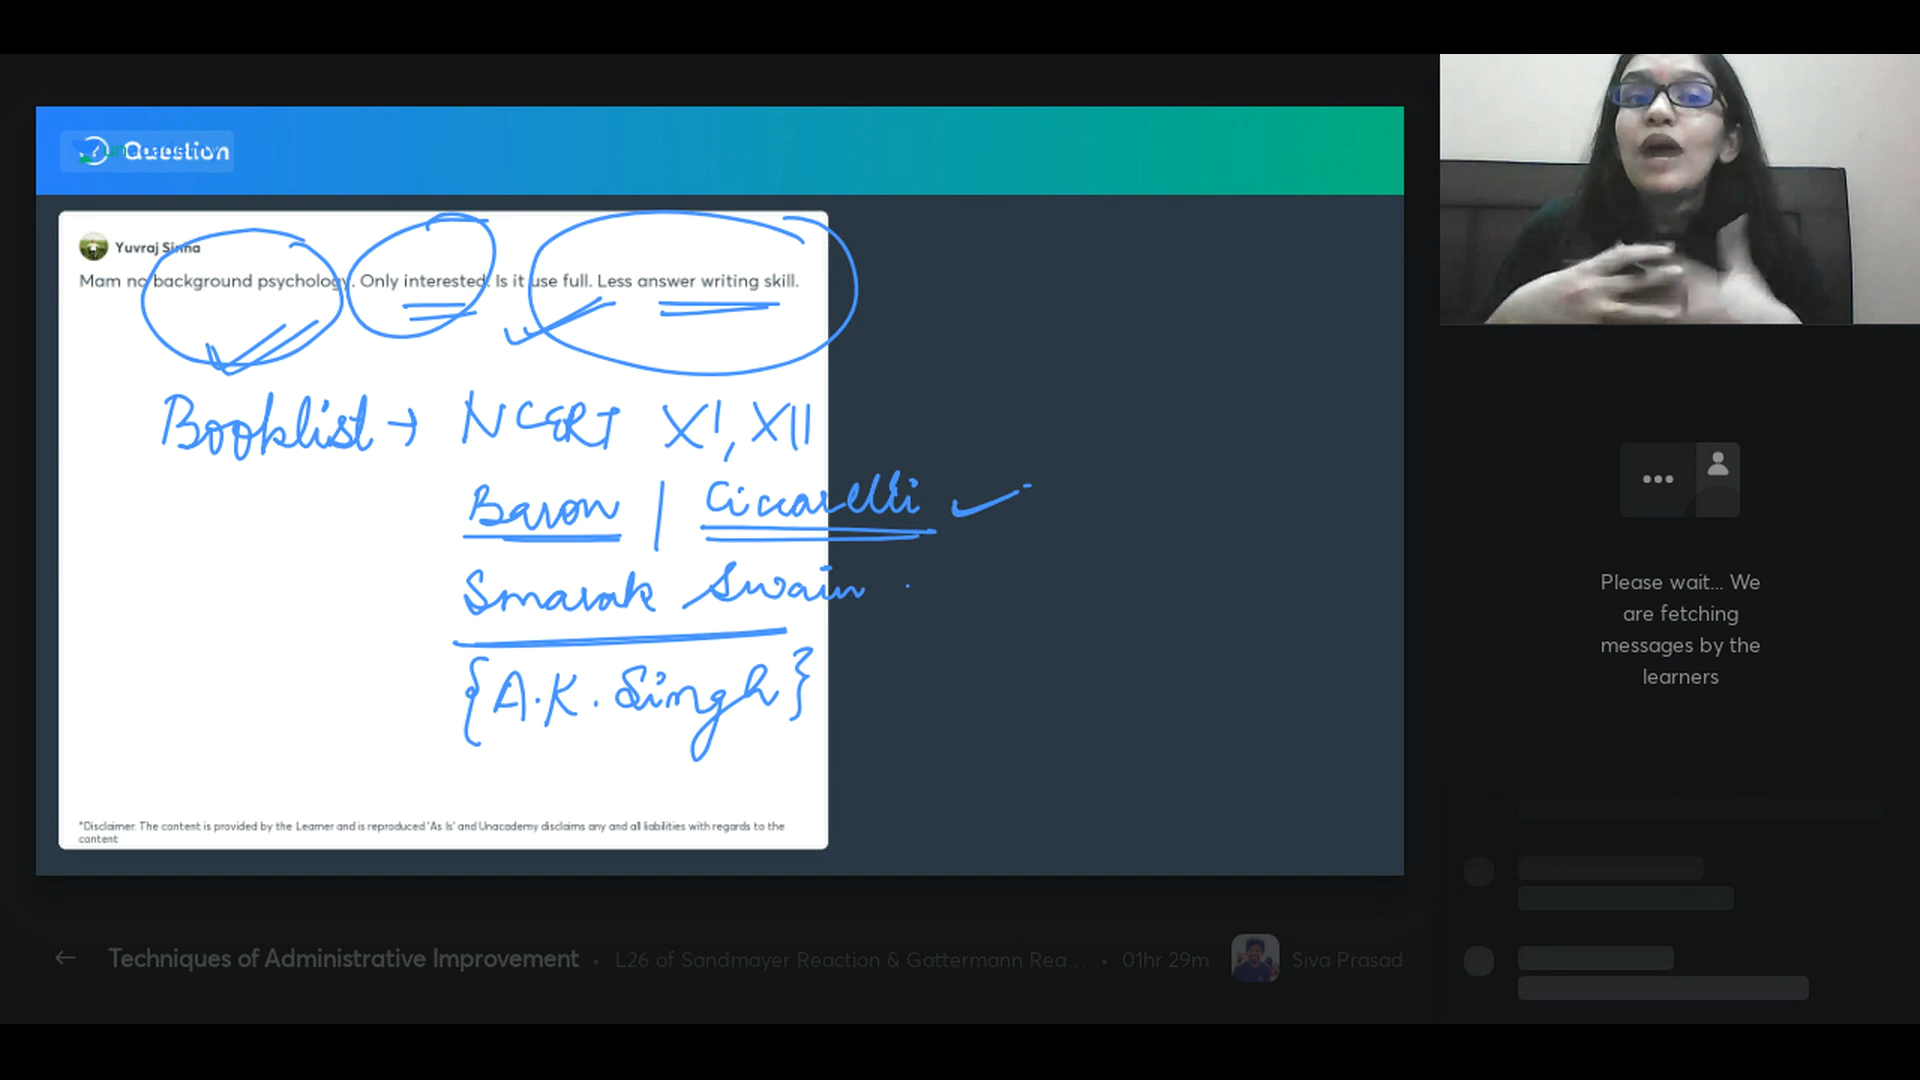 Question
Yuvraj Sinha
Mam no background psychology. Only interested. Is it use full. Less answer writing skill.
Booklist → NCERT XI, XII
Baron | Ciccarelli ✓
Smarak Swain
{A.K. Singh}
*Disclaimer: The content is provided by the Learner and is reproduced 'As Is' and Unacademy disclaims any and all liabilities with regards to the
content
Please wait... We
are fetching
messages by the
learners
← Techniques of Administrative Improvement • L26 of Sandmayer Reaction & Gattermann Rea... • 01hr 29m Siva Prasad